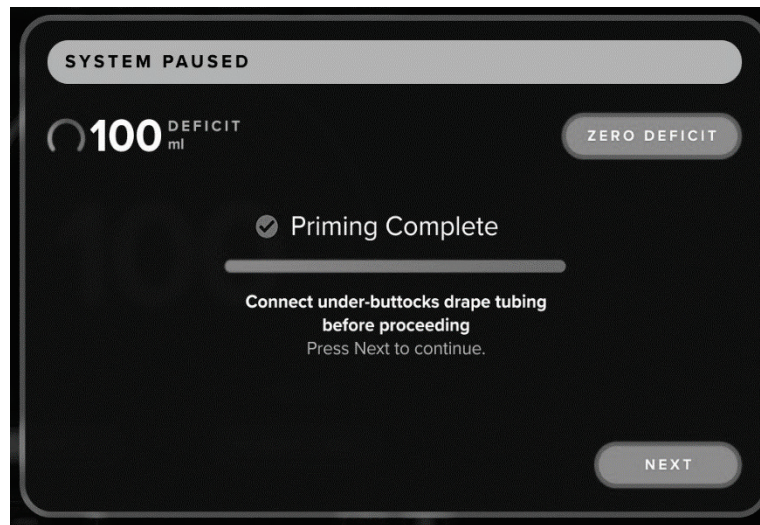 SYSTEM PAUSED
100 DEFICIT
ml
ZERO DEFICIT
Priming Complete
Connect under-buttocks drape tubing
before proceeding
Press Next to continue.
NEXT